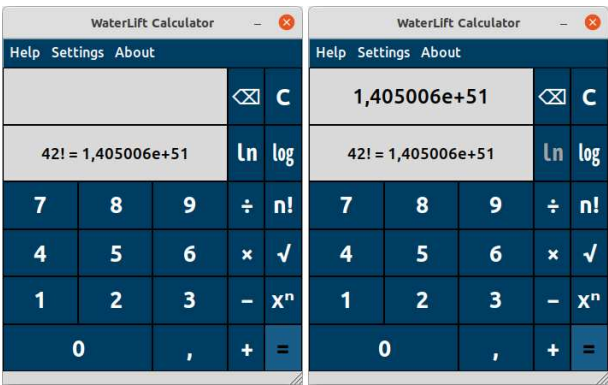 WaterLift Calculator
Help Settings About
⌫ C
42! = 1,405006e+51 ln log
7 8 9 ÷ n!
4 5 6 × √
1 2 3 − xⁿ
0 , + =
WaterLift Calculator
Help Settings About
1,405006e+51 ⌫ C
42! = 1,405006e+51 ln log
7 8 9 ÷ n!
4 5 6 × √
1 2 3 − xⁿ
0 , + =